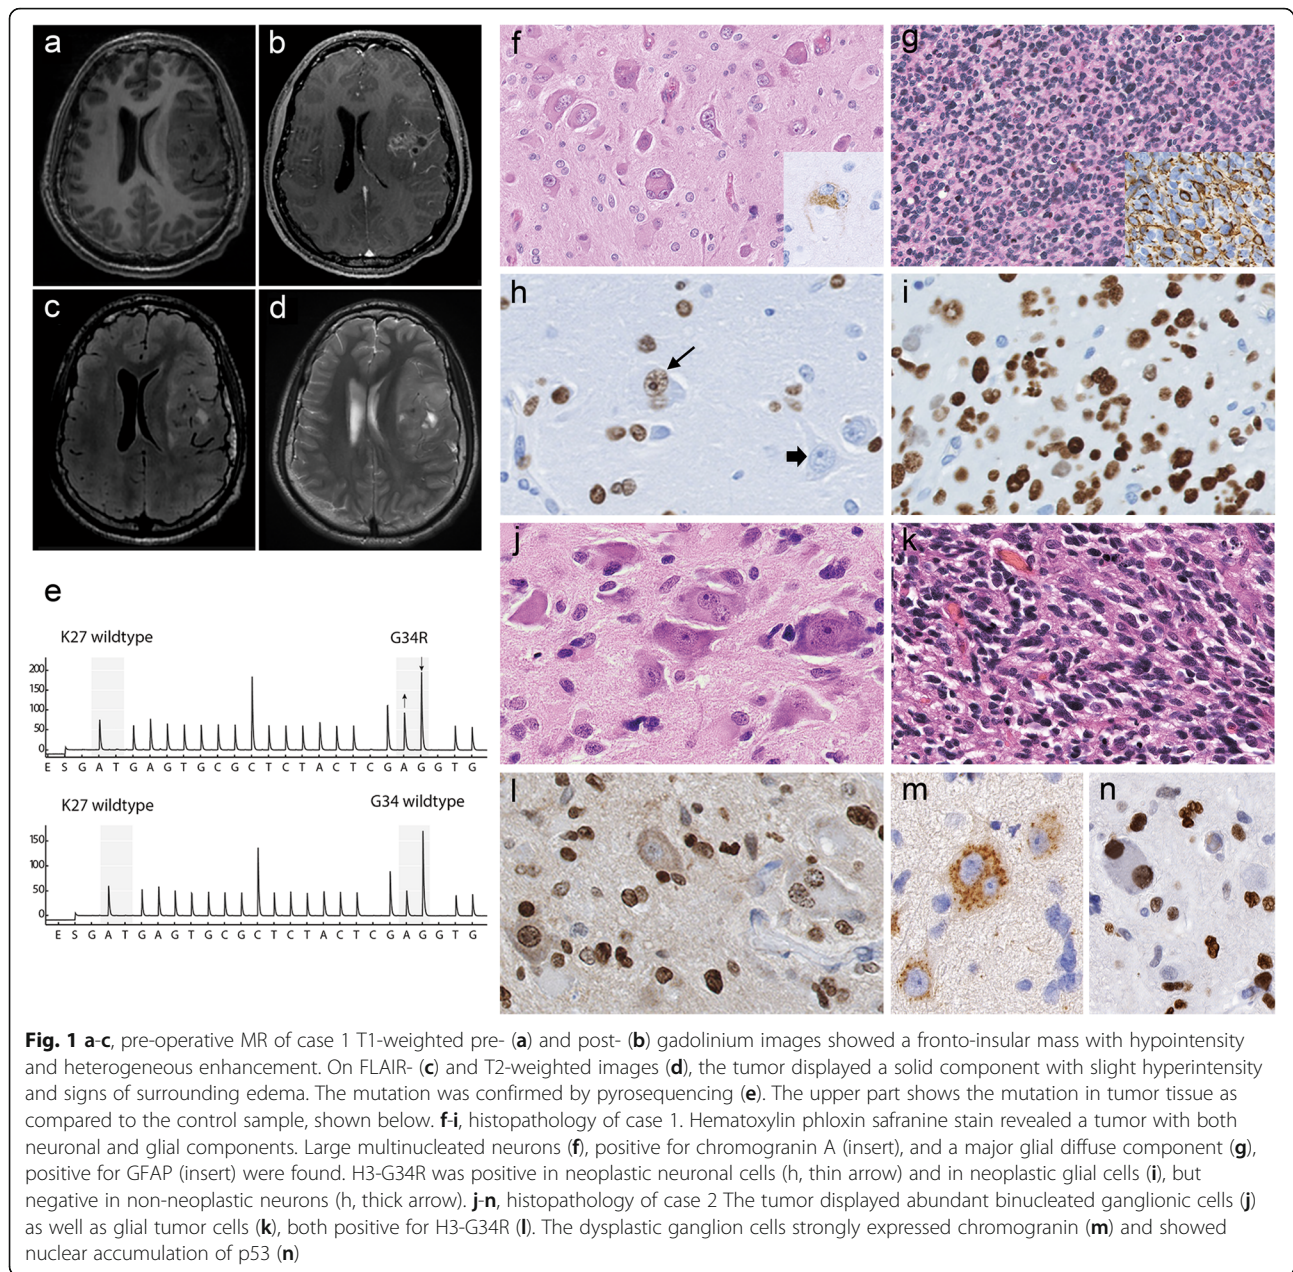 a
b
c
d
e
K27 wildtype
G34R
200
150
100
50
0
E S G A T G A G T G C G C T C T A C T C G A G G T G
K27 wildtype
G34 wildtype
150
100
50
0
E S G A T G A G T G C G C T C T A C T C G A G G T G
f
g
h
i
j
k
l
m
n
Fig. 1 a-c, pre-operative MR of case 1 T1-weighted pre- (a) and post- (b) gadolinium images showed a fronto-insular mass with hypointensity
and heterogeneous enhancement. On FLAIR- (c) and T2-weighted images (d), the tumor displayed a solid component with slight hyperintensity
and signs of surrounding edema. The mutation was confirmed by pyrosequencing (e). The upper part shows the mutation in tumor tissue as
compared to the control sample, shown below. f-i, histopathology of case 1. Hematoxylin phloxin safranine stain revealed a tumor with both
neuronal and glial components. Large multinucleated neurons (f), positive for chromogranin A (insert), and a major glial diffuse component (g),
positive for GFAP (insert) were found. H3-G34R was positive in neoplastic neuronal cells (h, thin arrow) and in neoplastic glial cells (i), but
negative in non-neoplastic neurons (h, thick arrow). j-n, histopathology of case 2 The tumor displayed abundant binucleated ganglionic cells (j)
as well as glial tumor cells (k), both positive for H3-G34R (l). The dysplastic ganglion cells strongly expressed chromogranin (m) and showed
nuclear accumulation of p53 (n)